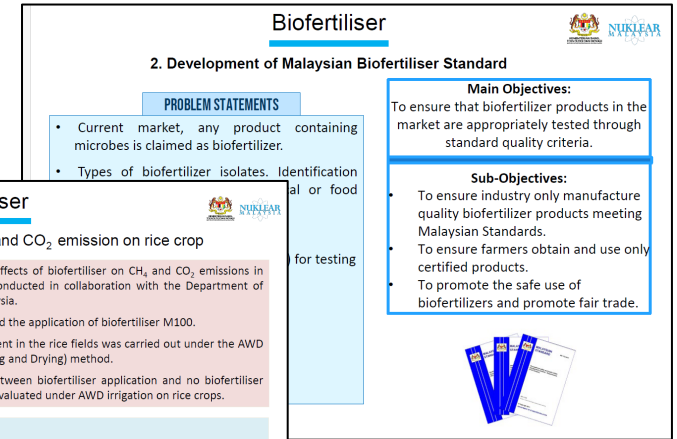 Biofertiliser
NUKLEAR
MALAYSIA
2. Development of Malaysian Biofertiliser Standard
PROBLEM STATEMENTS
• Current market, any product containing
microbes is claimed as biofertilizer.
• Types of biofertilizer isolates. Identification
al or food
) for testing
Main Objectives:
To ensure that biofertilizer products in the
market are appropriately tested through
standard quality criteria.
Sub-Objectives:
• To ensure industry only manufacture
quality biofertilizer products meeting
Malaysian Standards.
• To ensure farmers obtain and use only
certified products.
• To promote the safe use of
biofertilizers and promote fair trade.
ser
NUKLEAR
MALAYSIA
and CO₂ emission on rice crop
ffects of biofertiliser on CH₄ and CO₂ emissions in
onducted in collaboration with the Department of
sia.
d the application of biofertiliser M100.
ent in the rice fields was carried out under the AWD
g and Drying) method.
tween biofertiliser application and no biofertiliser
valuated under AWD irrigation on rice crops.